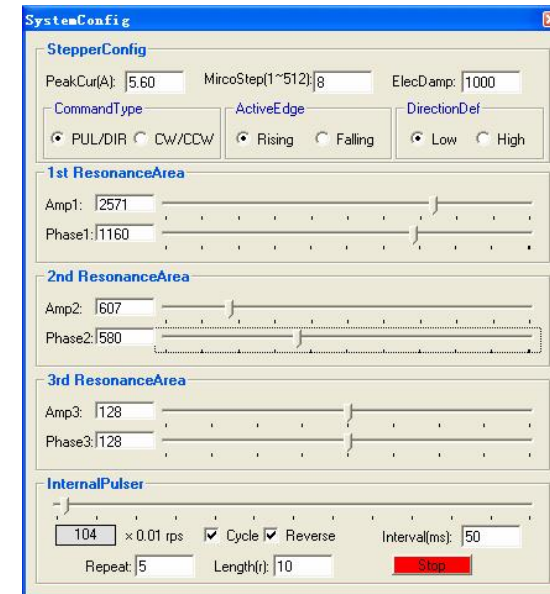 SystemConfig
StepperConfig
PeakCur(A): 5.60 MircoStep(1~512): 8 ElecDamp: 1000
CommandType ActiveEdge DirectionDef
PUL/DIR CW/CCW Rising Falling Low High
1st ResonanceArea
Amp1: 2571
Phase1: 1160
2nd ResonanceArea
Amp2: 607
Phase2: 580
3rd ResonanceArea
Amp3: 128
Phase3: 128
InternalPulser
104 × 0.01 rps Cycle Reverse Interval(ms): 50
Repeat: 5 Length(r): 10 Stop